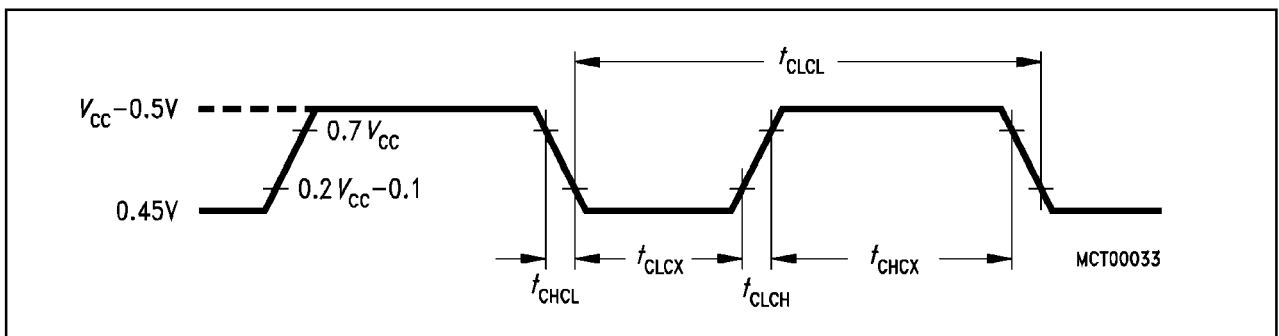 tCLCL
VCC−0.5V
0.7 VCC
0.2 VCC−0.1
0.45V
tCHCL
tCLCX
tCLCH
tCHCX
MCT00033